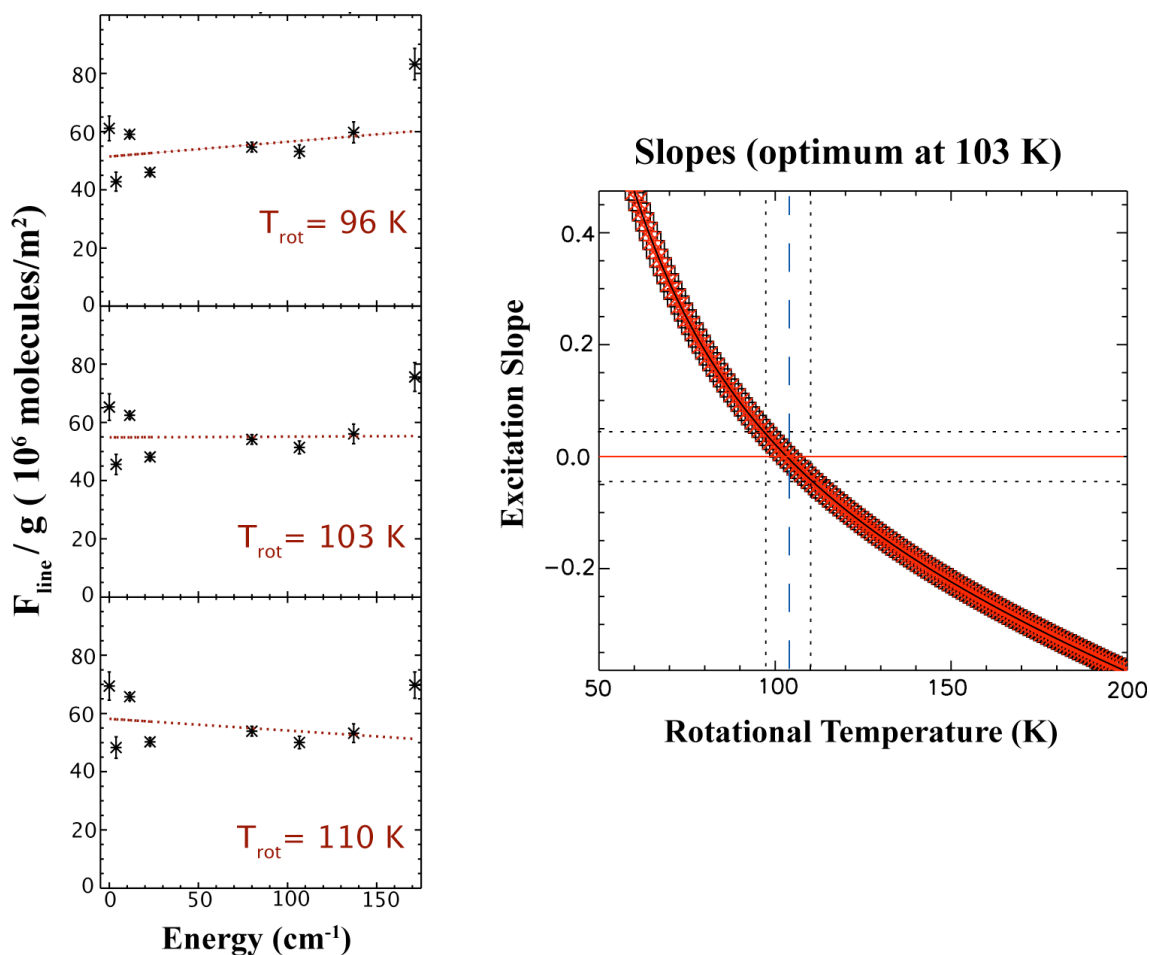 F_line / g ( 10⁶ molecules/m²)
80
60
40
20
0
T_rot = 96 K
80
60
40
20
0
T_rot = 103 K
80
60
40
20
0
T_rot = 110 K
0 50 100 150
Energy (cm⁻¹)
Slopes (optimum at 103 K)
Excitation Slope
0.4
0.2
0.0
−0.2
50 100 150 200
Rotational Temperature (K)